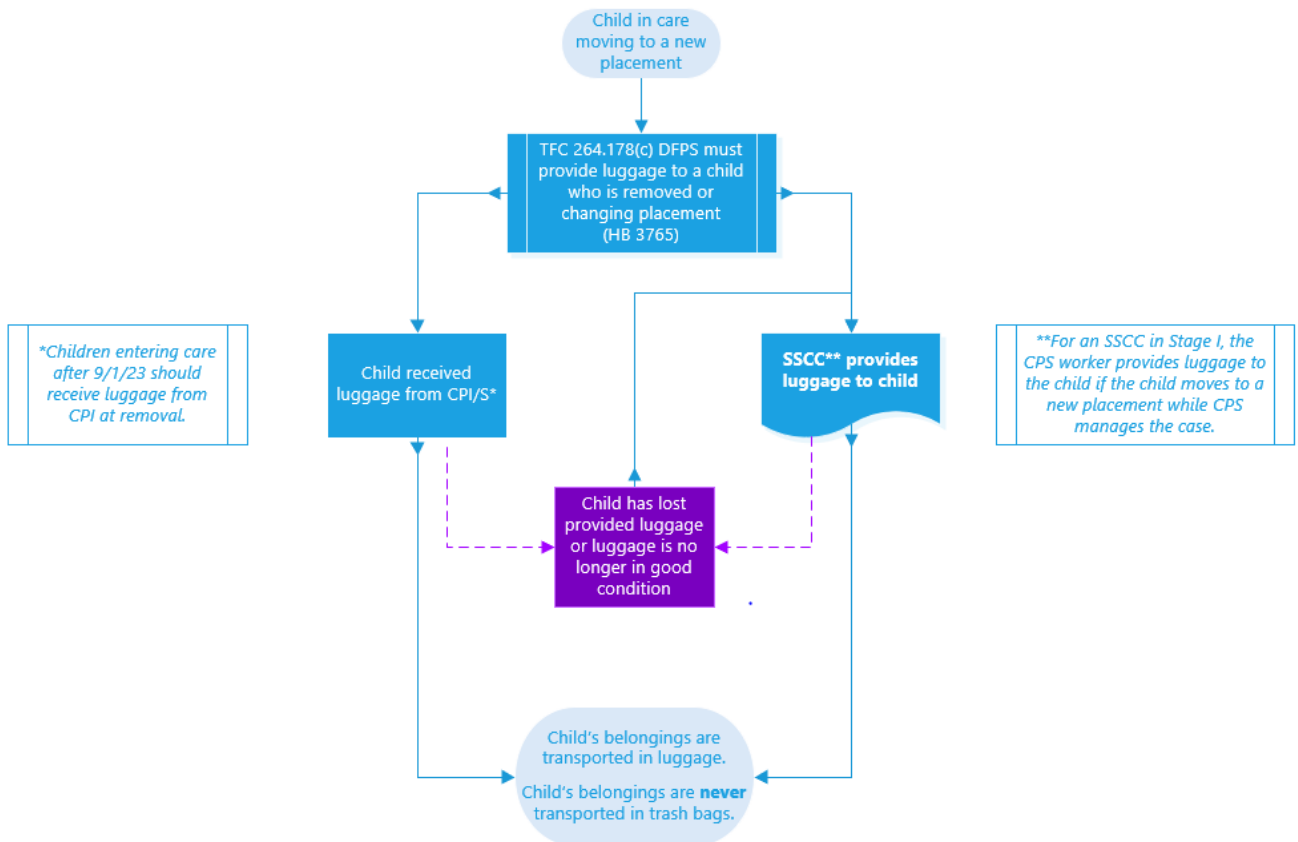 Child in care
moving to a new
placement
TFC 264.178(c) DFPS must
provide luggage to a child
who is removed or
changing placement
(HB 3765)
*Children entering care
after 9/1/23 should
receive luggage from
CPI at removal.
Child received
luggage from CPI/S*
SSCC** provides
luggage to child
**For an SSCC in Stage I, the
CPS worker provides luggage to
the child if the child moves to a
new placement while CPS
manages the case.
Child has lost
provided luggage
or luggage is no
longer in good
condition
Child's belongings are
transported in luggage.
Child's belongings are never
transported in trash bags.